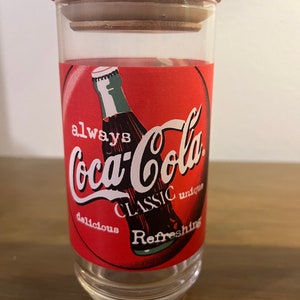 always
Coca-Cola
CLASSIC unique
delicious
Refreshing